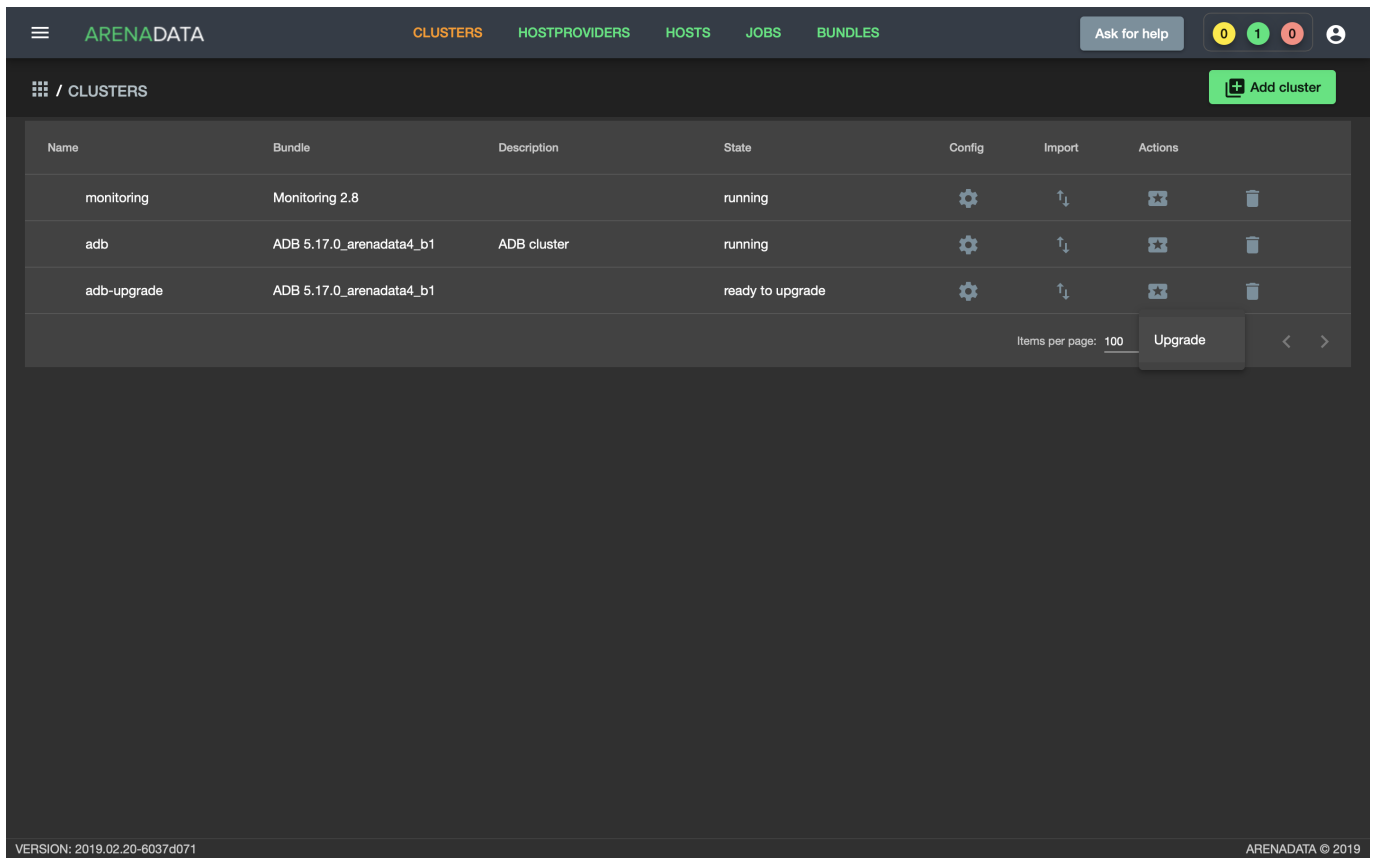 ARENADATA CLUSTERS HOSTPROVIDERS HOSTS JOBS BUNDLES Ask for help 0 1 0
/ CLUSTERS Add cluster
Name Bundle Description State Config Import Actions
monitoring Monitoring 2.8 running
adb ADB 5.17.0_arenadata4_b1 ADB cluster running
adb-upgrade ADB 5.17.0_arenadata4_b1 ready to upgrade
Items per page: 100 Upgrade
VERSION: 2019.02.20-6037d071 ARENADATA © 2019